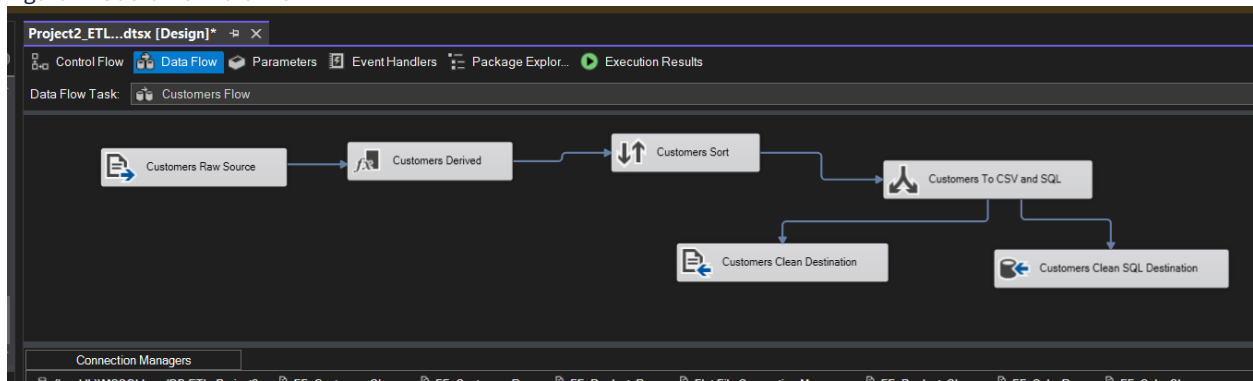 Project2_ETL...dtsx [Design]*
Control Flow Data Flow Parameters Event Handlers Package Explor... Execution Results
Data Flow Task: Customers Flow
Customers Raw Source
Customers Derived
Customers Sort
Customers To CSV and SQL
Customers Clean Destination
Customers Clean SQL Destination
Connection Managers